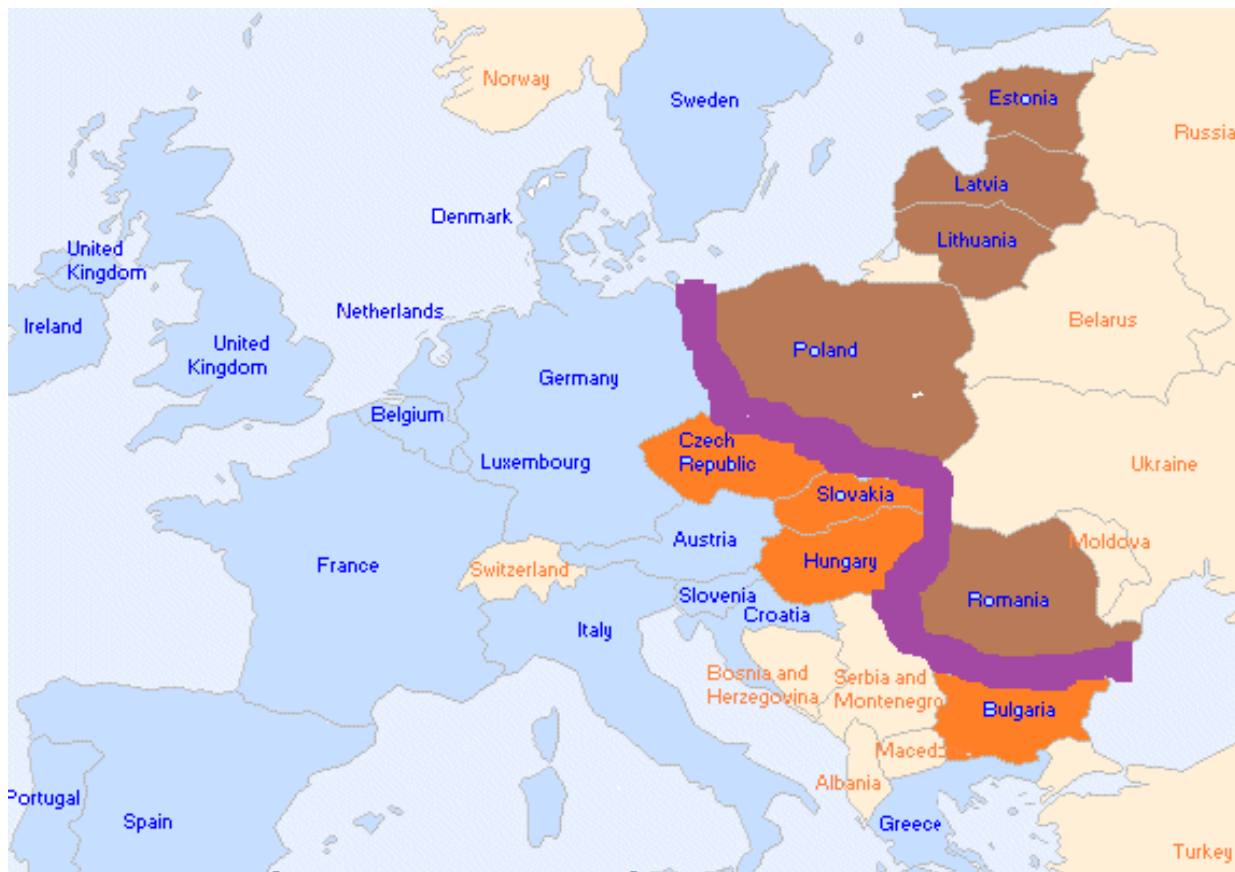 Norway
Sweden
Estonia
Russia
Latvia
Denmark
Lithuania
United
Kingdom
Ireland
Netherlands
Belarus
United
Kingdom
Poland
Germany
Belgium
Czech
Republic
Luxembourg
Ukraine
Slovakia
Austria
Moldova
France
Switzerland
Hungary
Slovenia
Romania
Croatia
Italy
Bosnia and
Herzegovina
Serbia and
Montenegro
Bulgaria
Maced
Albania
Portugal
Spain
Greece
Turkey